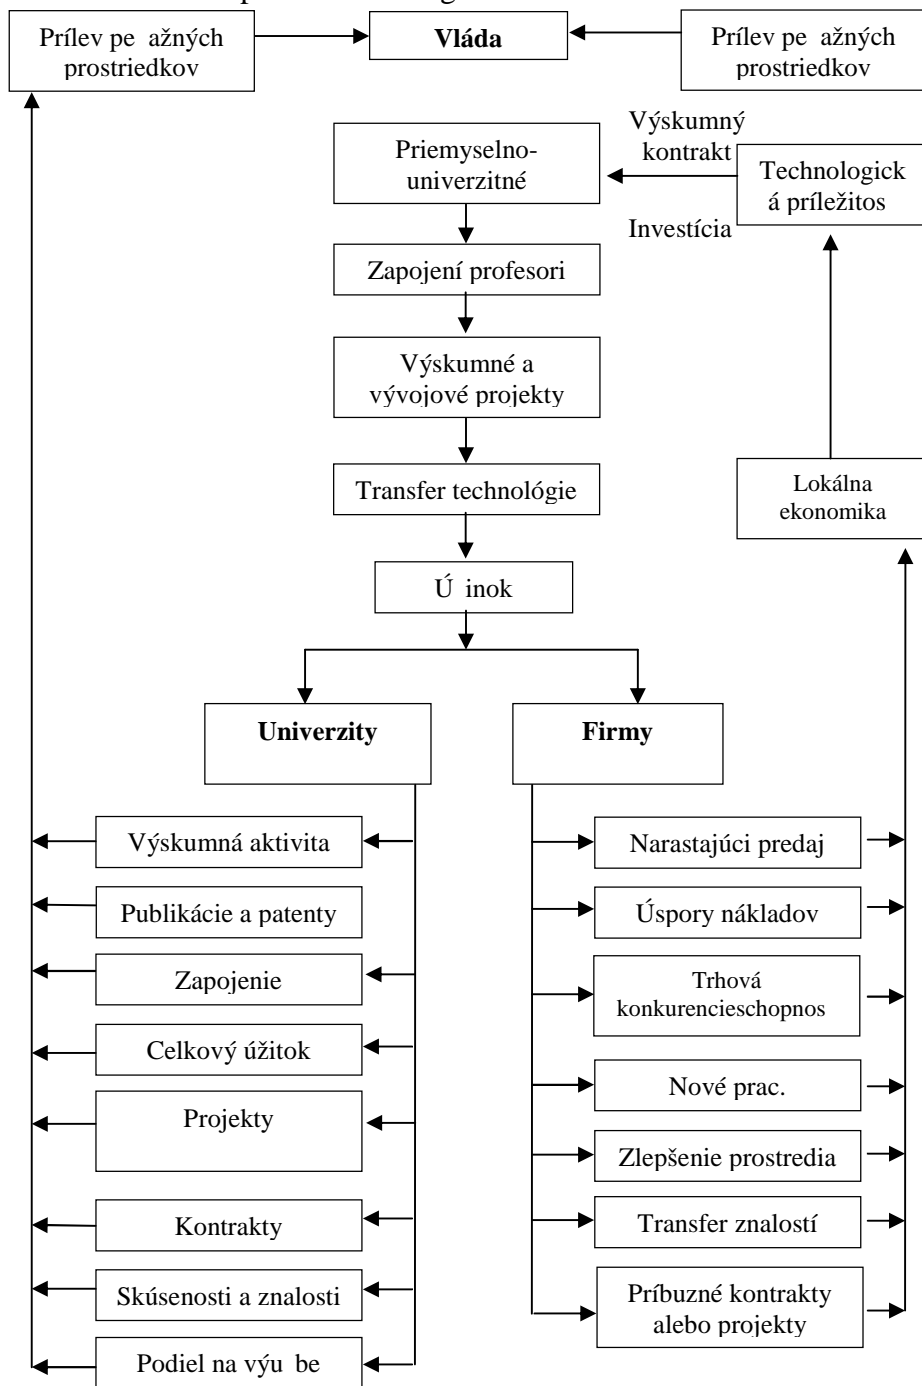 Prílev pe ažných
prostriedkov
Vláda
Prílev pe ažných
prostriedkov
Priemyselno-
univerzitné
Výskumný
kontrakt
Investícia
Technologick
á príležitos
Zapojení profesori
Výskumné a
vývojové projekty
Transfer technológie
Lokálna
ekonomika
Ú inok
Univerzity
Firmy
Výskumná aktivita
Publikácie a patenty
Zapojenie
Celkový úžitok
Projekty
Kontrakty
Skúsenosti a znalosti
Podiel na výu be
Narastajúci predaj
Úspory nákladov
Trhová
konkurencieschopnos
Nové prac.
Zlepšenie prostredia
Transfer znalostí
Príbuzné kontrakty
alebo projekty